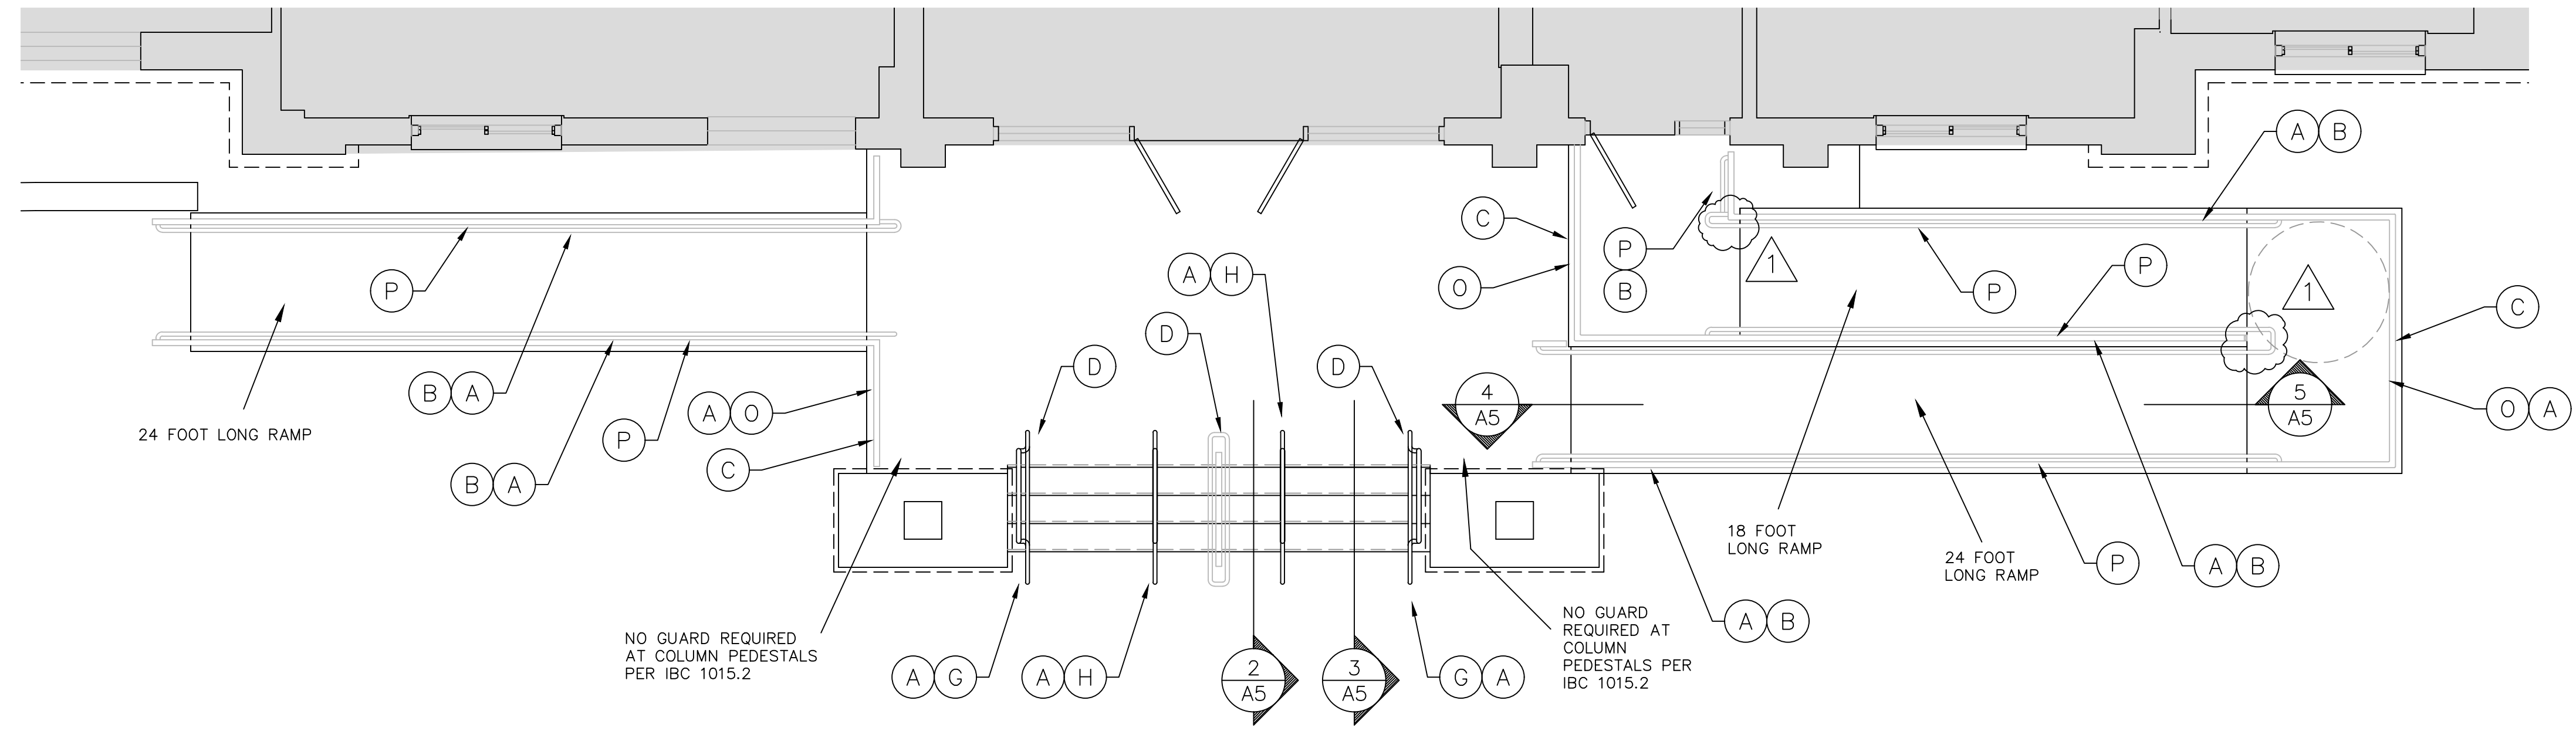 A B
C
P
B
1
O
A H
P
P
P
1
C
D
D
D
B A
A O
4
A5
5
A5
O A
24 FOOT LONG RAMP
P
C
B A
18 FOOT
LONG RAMP
24 FOOT
LONG RAMP
P
A B
NO GUARD REQUIRED
AT COLUMN PEDESTALS
PER IBC 1015.2
NO GUARD
REQUIRED AT
COLUMN
PEDESTALS PER
IBC 1015.2
A B
A G
A H
2
A5
3
A5
G A